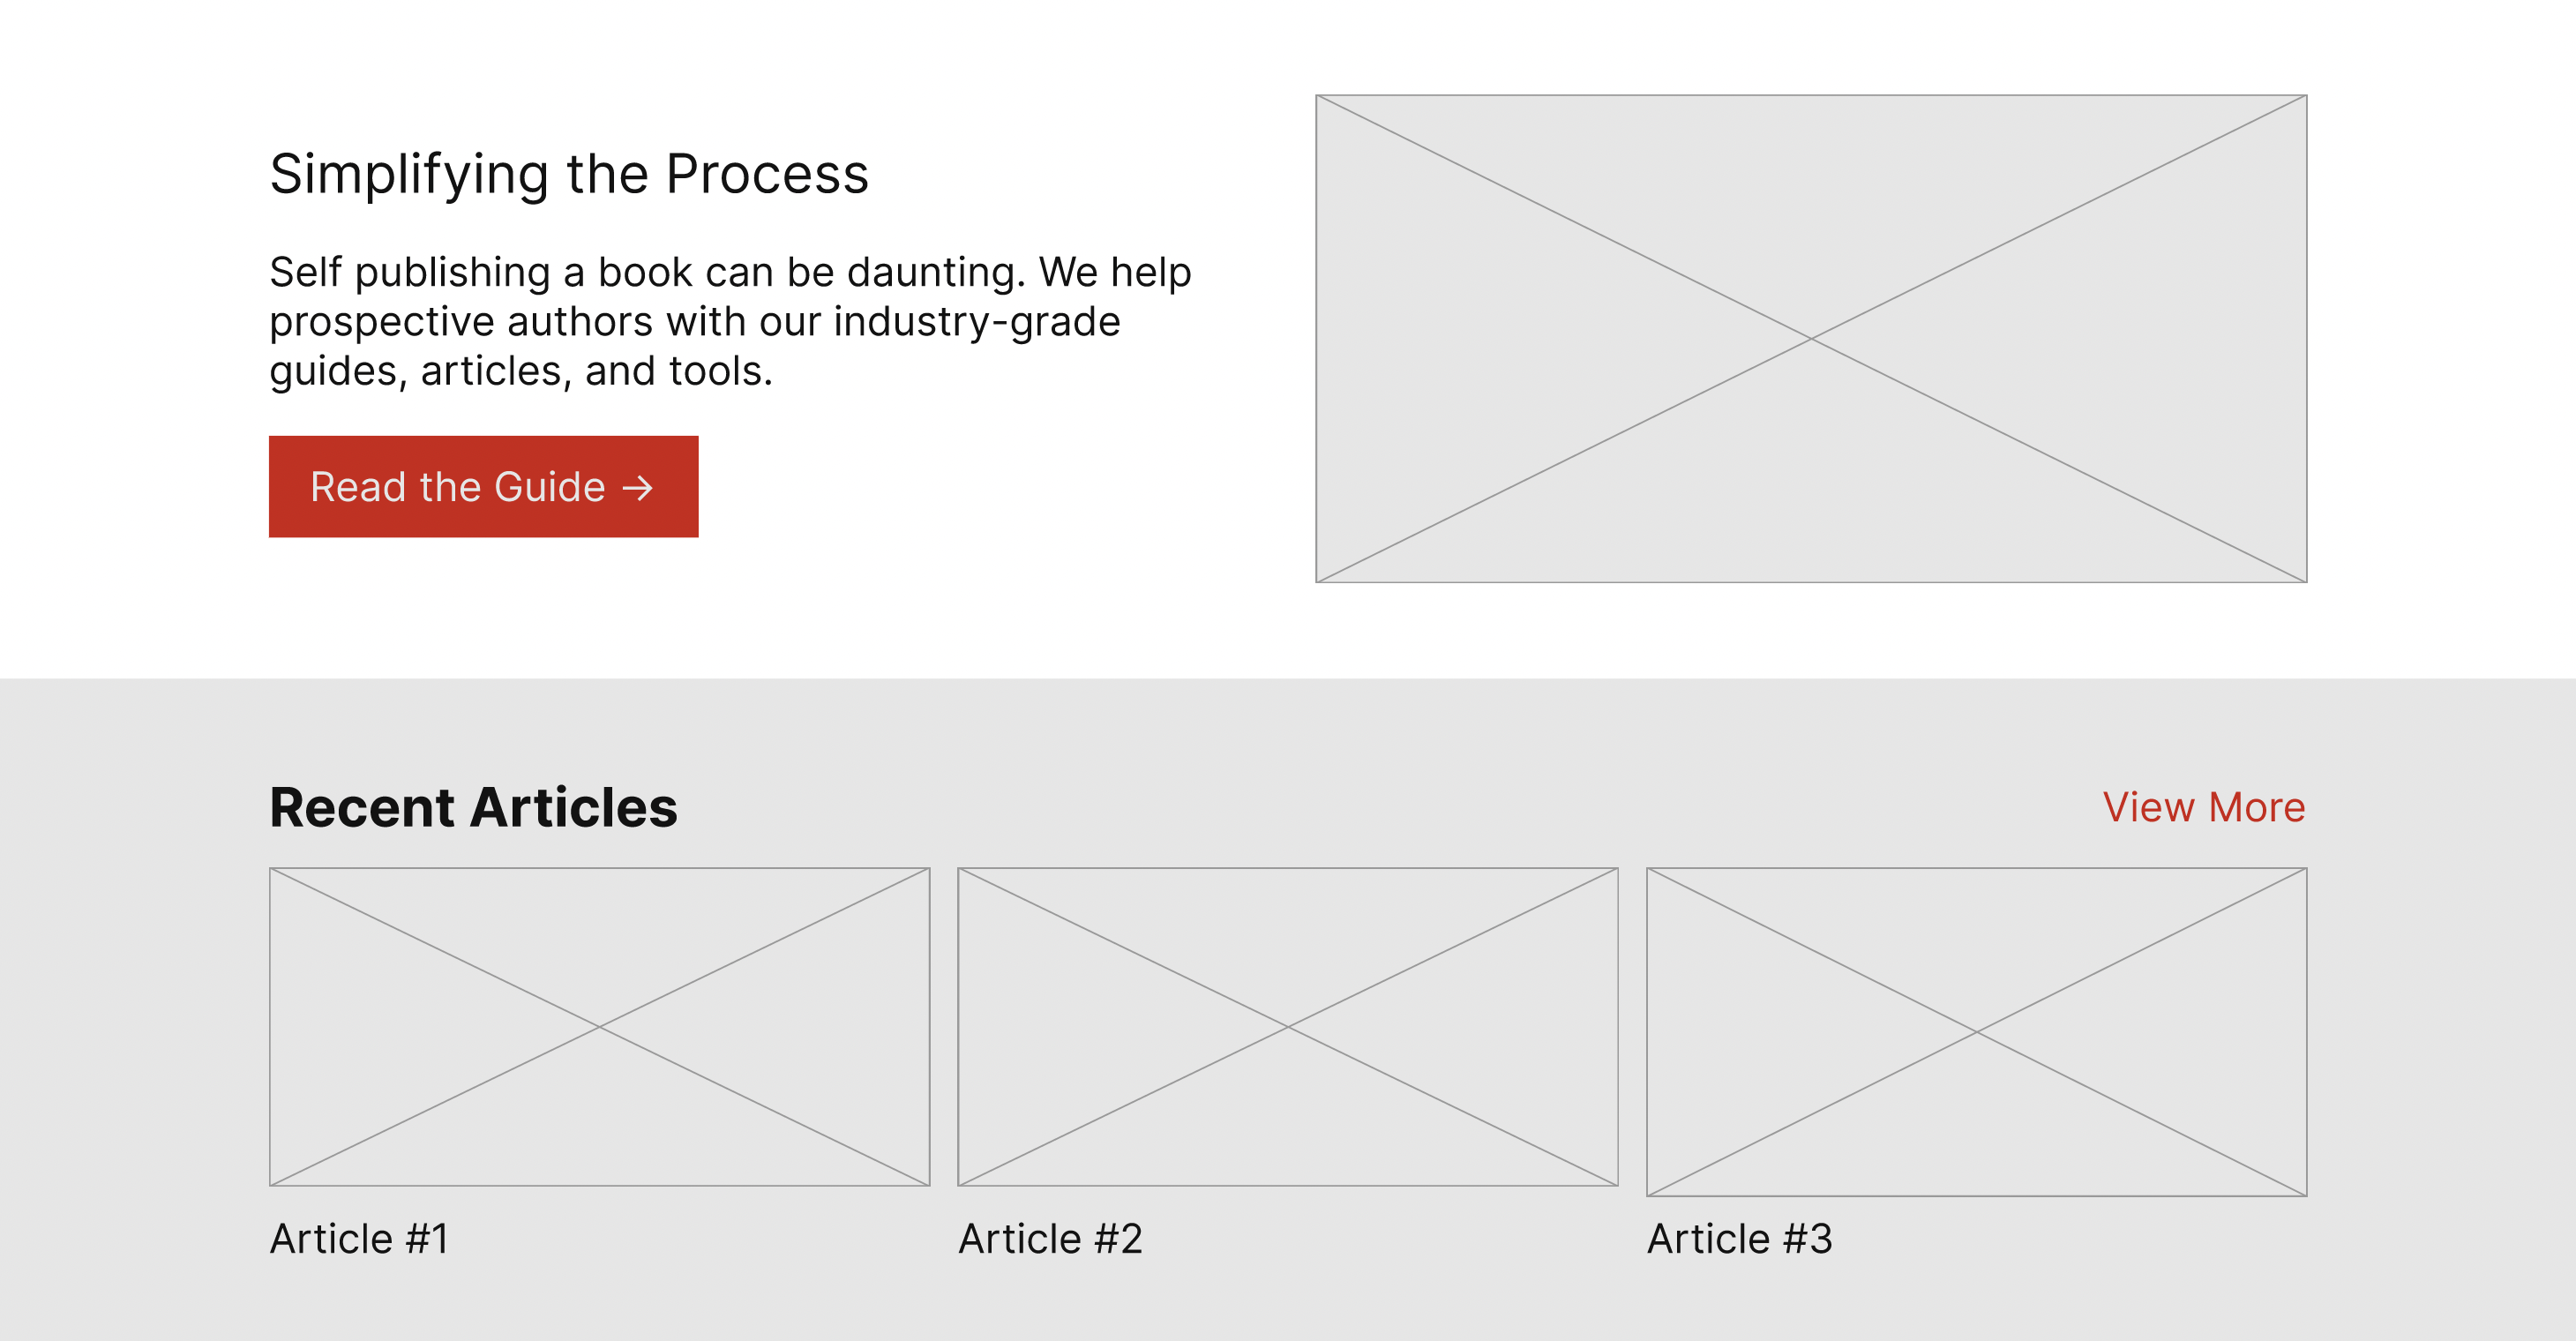 Simplifying the Process
Self publishing a book can be daunting. We help
prospective authors with our industry-grade
guides, articles, and tools.
Read the Guide →
Recent Articles
View More
Article #1
Article #2
Article #3